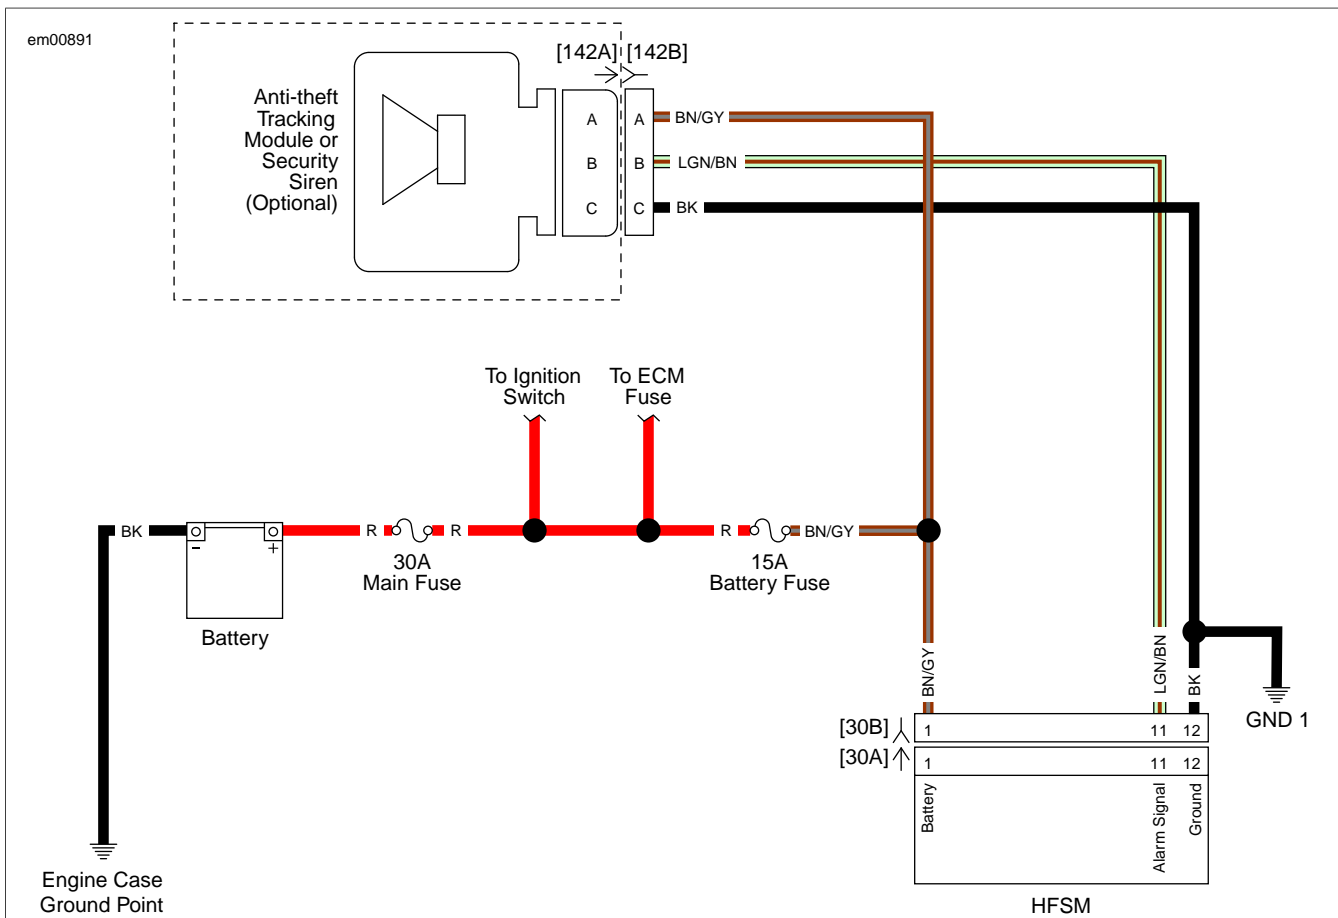 em00891
[142A] [142B]
Anti-theft
Tracking
Module or
Security
Siren
(Optional)
A A BN/GY
B B LGN/BN
C C BK
To Ignition
Switch
To ECM
Fuse
BK - + R R R BN/GY
30A
Main Fuse
15A
Battery Fuse
Battery
BN/GY
LGN/BN
BK
GND 1
[30B] 1 11 12
[30A] 1 11 12
Battery
Alarm Signal
Ground
Engine Case
Ground Point
HFSM